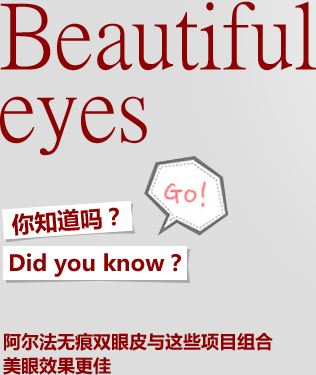 Beautiful
eyes
Go!
你知道吗？
Did you know？
阿尔法无痕双眼皮与这些项目组合
美眼效果更佳